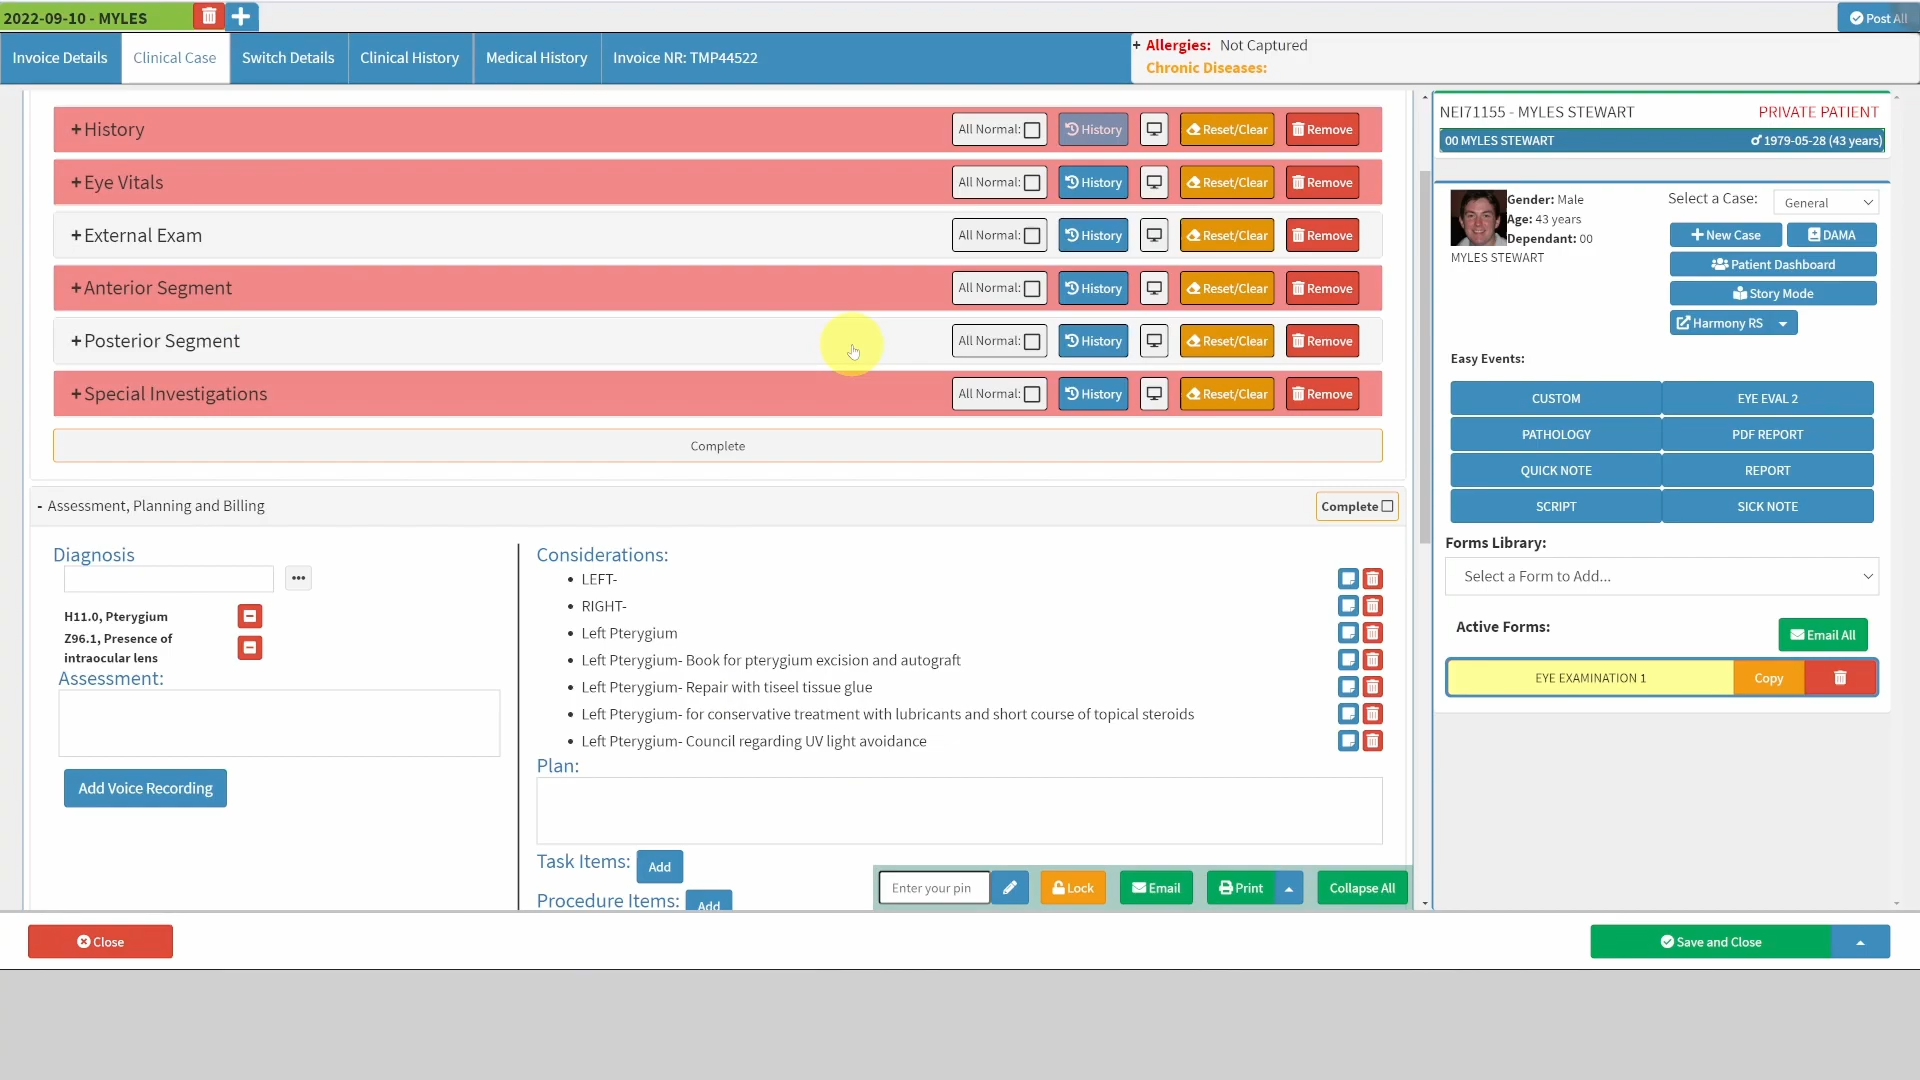 2022-09-10 - MYLES
Post All
Invoice Details
Clinical Case
Switch Details
Clinical History
Medical History
Invoice NR: TMP44522
+ Allergies: Not Captured
Chronic Diseases:
+History
All Normal:
History
Reset/Clear
Remove
+Eye Vitals
All Normal:
History
Reset/Clear
Remove
+External Exam
All Normal:
History
Reset/Clear
Remove
+Anterior Segment
All Normal:
History
Reset/Clear
Remove
+Posterior Segment
All Normal:
History
Reset/Clear
Remove
+Special Investigations
All Normal:
History
Reset/Clear
Remove
Complete
- Assessment, Planning and Billing
Complete
Diagnosis
H11.0, Pterygium
Z96.1, Presence of
intraocular lens
Assessment:
Add Voice Recording
Considerations:
• LEFT-
• RIGHT-
• Left Pterygium
• Left Pterygium- Book for pterygium excision and autograft
• Left Pterygium- Repair with tiseel tissue glue
• Left Pterygium- for conservative treatment with lubricants and short course of topical steroids
• Left Pterygium- Council regarding UV light avoidance
Plan:
Task Items: Add
Procedure Items: Add
Enter your pin
Lock
Email
Print
Collapse All
NEI71155 - MYLES STEWART
PRIVATE PATIENT
00 MYLES STEWART
1979-05-28 (43 years)
Gender: Male
Age: 43 years
Dependant: 00
MYLES STEWART
Select a Case: General
New Case
DAMA
Patient Dashboard
Story Mode
Harmony RS
Easy Events:
CUSTOM
EYE EVAL 2
PATHOLOGY
PDF REPORT
QUICK NOTE
REPORT
SCRIPT
SICK NOTE
Forms Library:
Select a Form to Add...
Active Forms:
Email All
EYE EXAMINATION 1
Copy
Close
Save and Close